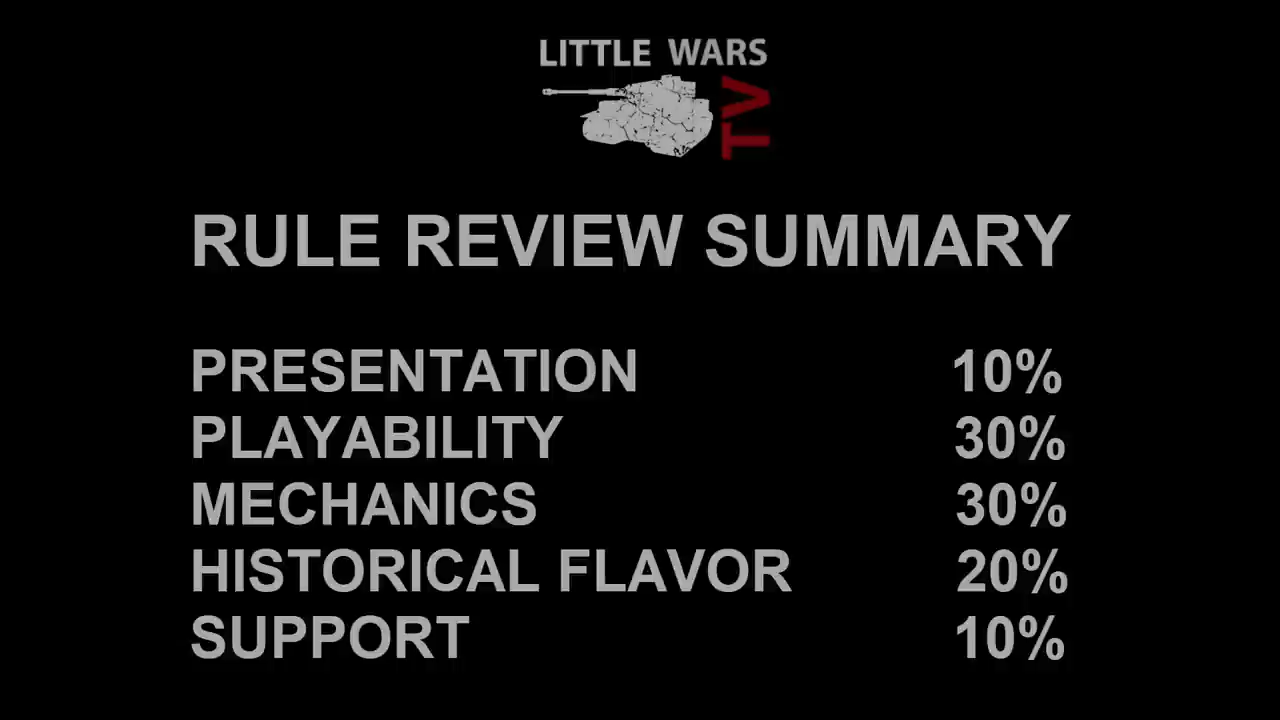 LITTLE WARS
TV
RULE REVIEW SUMMARY
PRESENTATION 10%
PLAYABILITY 30%
MECHANICS 30%
HISTORICAL FLAVOR 20%
SUPPORT 10%